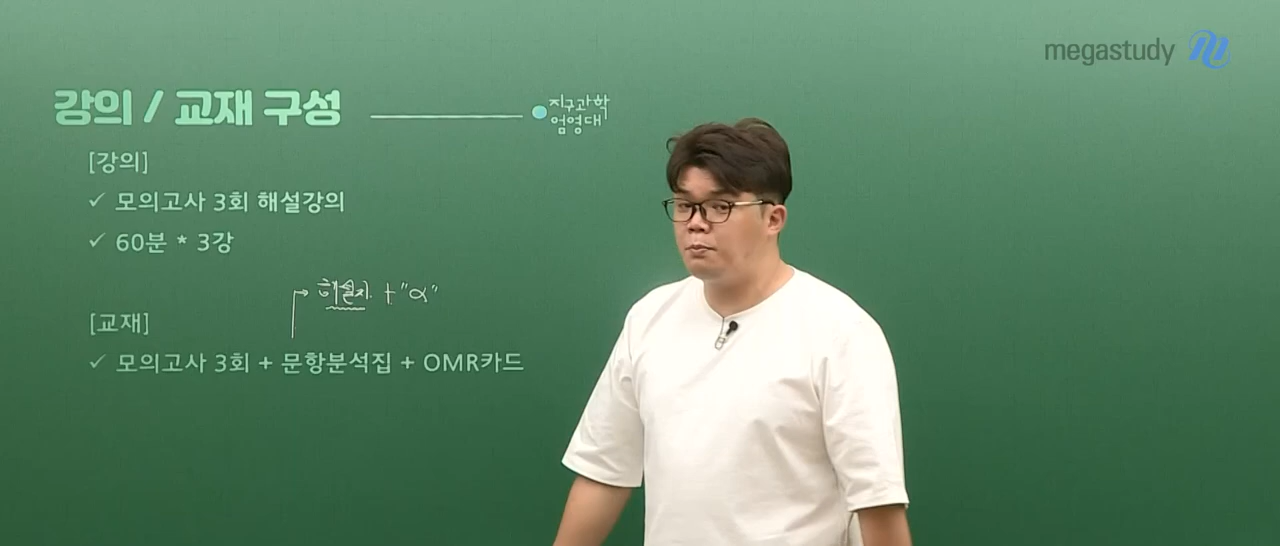 megastudy
강의 / 교재 구성
지구과학
엄영대
[강의]
✓ 모의고사 3회 해설강의
✓ 60분 * 3강
→ 해설지 + "α"
[교재]
✓ 모의고사 3회 + 문항분석집 + OMR카드